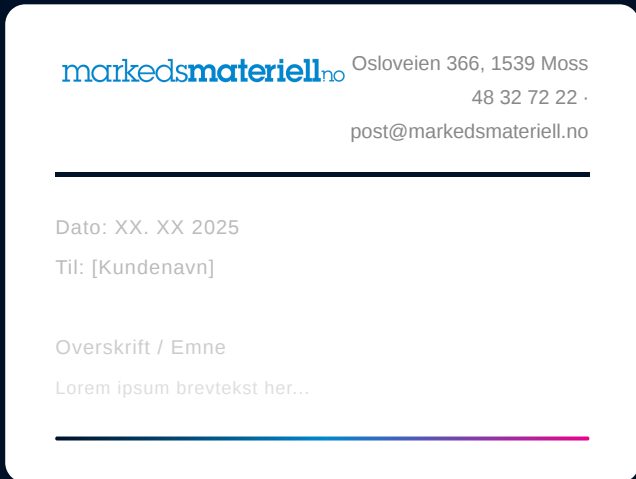 markedsmateriell.no
Osloveien 366, 1539 Moss
48 32 72 22 ·
post@markedsmateriell.no
Dato: XX. XX 2025
Til: [Kundenavn]
Overskrift / Emne
Lorem ipsum brevtekst her...